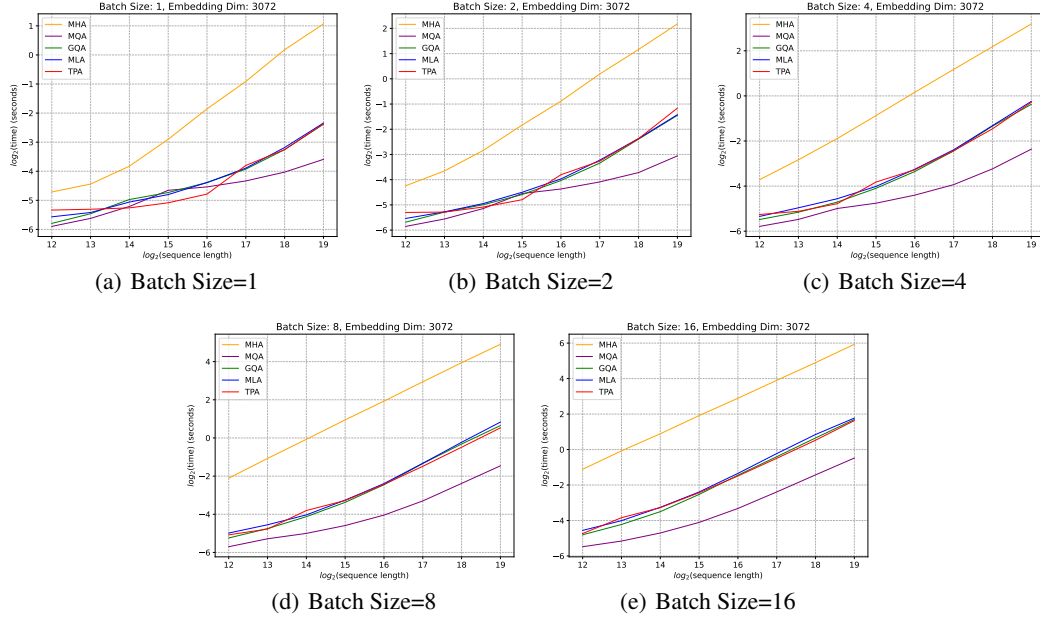 Batch Size: 1, Embedding Dim: 3072
MHA
MQA
GQA
MLA
TPA
1
0
−1
−2
−3
−4
−5
−6
log2(time) (seconds)
12 13 14 15 16 17 18 19
log2(sequence length)
(a) Batch Size=1
Batch Size: 2, Embedding Dim: 3072
MHA
MQA
GQA
MLA
TPA
2
1
0
−1
−2
−3
−4
−5
−6
log2(time) (seconds)
12 13 14 15 16 17 18 19
log2(sequence length)
(b) Batch Size=2
Batch Size: 4, Embedding Dim: 3072
MHA
MQA
GQA
MLA
TPA
2
0
−2
−4
−6
log2(time) (seconds)
12 13 14 15 16 17 18 19
log2(sequence length)
(c) Batch Size=4
Batch Size: 8, Embedding Dim: 3072
MHA
MQA
GQA
MLA
TPA
4
2
0
−2
−4
−6
log2(time) (seconds)
12 13 14 15 16 17 18 19
log2(sequence length)
(d) Batch Size=8
Batch Size: 16, Embedding Dim: 3072
MHA
MQA
GQA
MLA
TPA
6
4
2
0
−2
−4
−6
log2(time) (seconds)
12 13 14 15 16 17 18 19
log2(sequence length)
(e) Batch Size=16